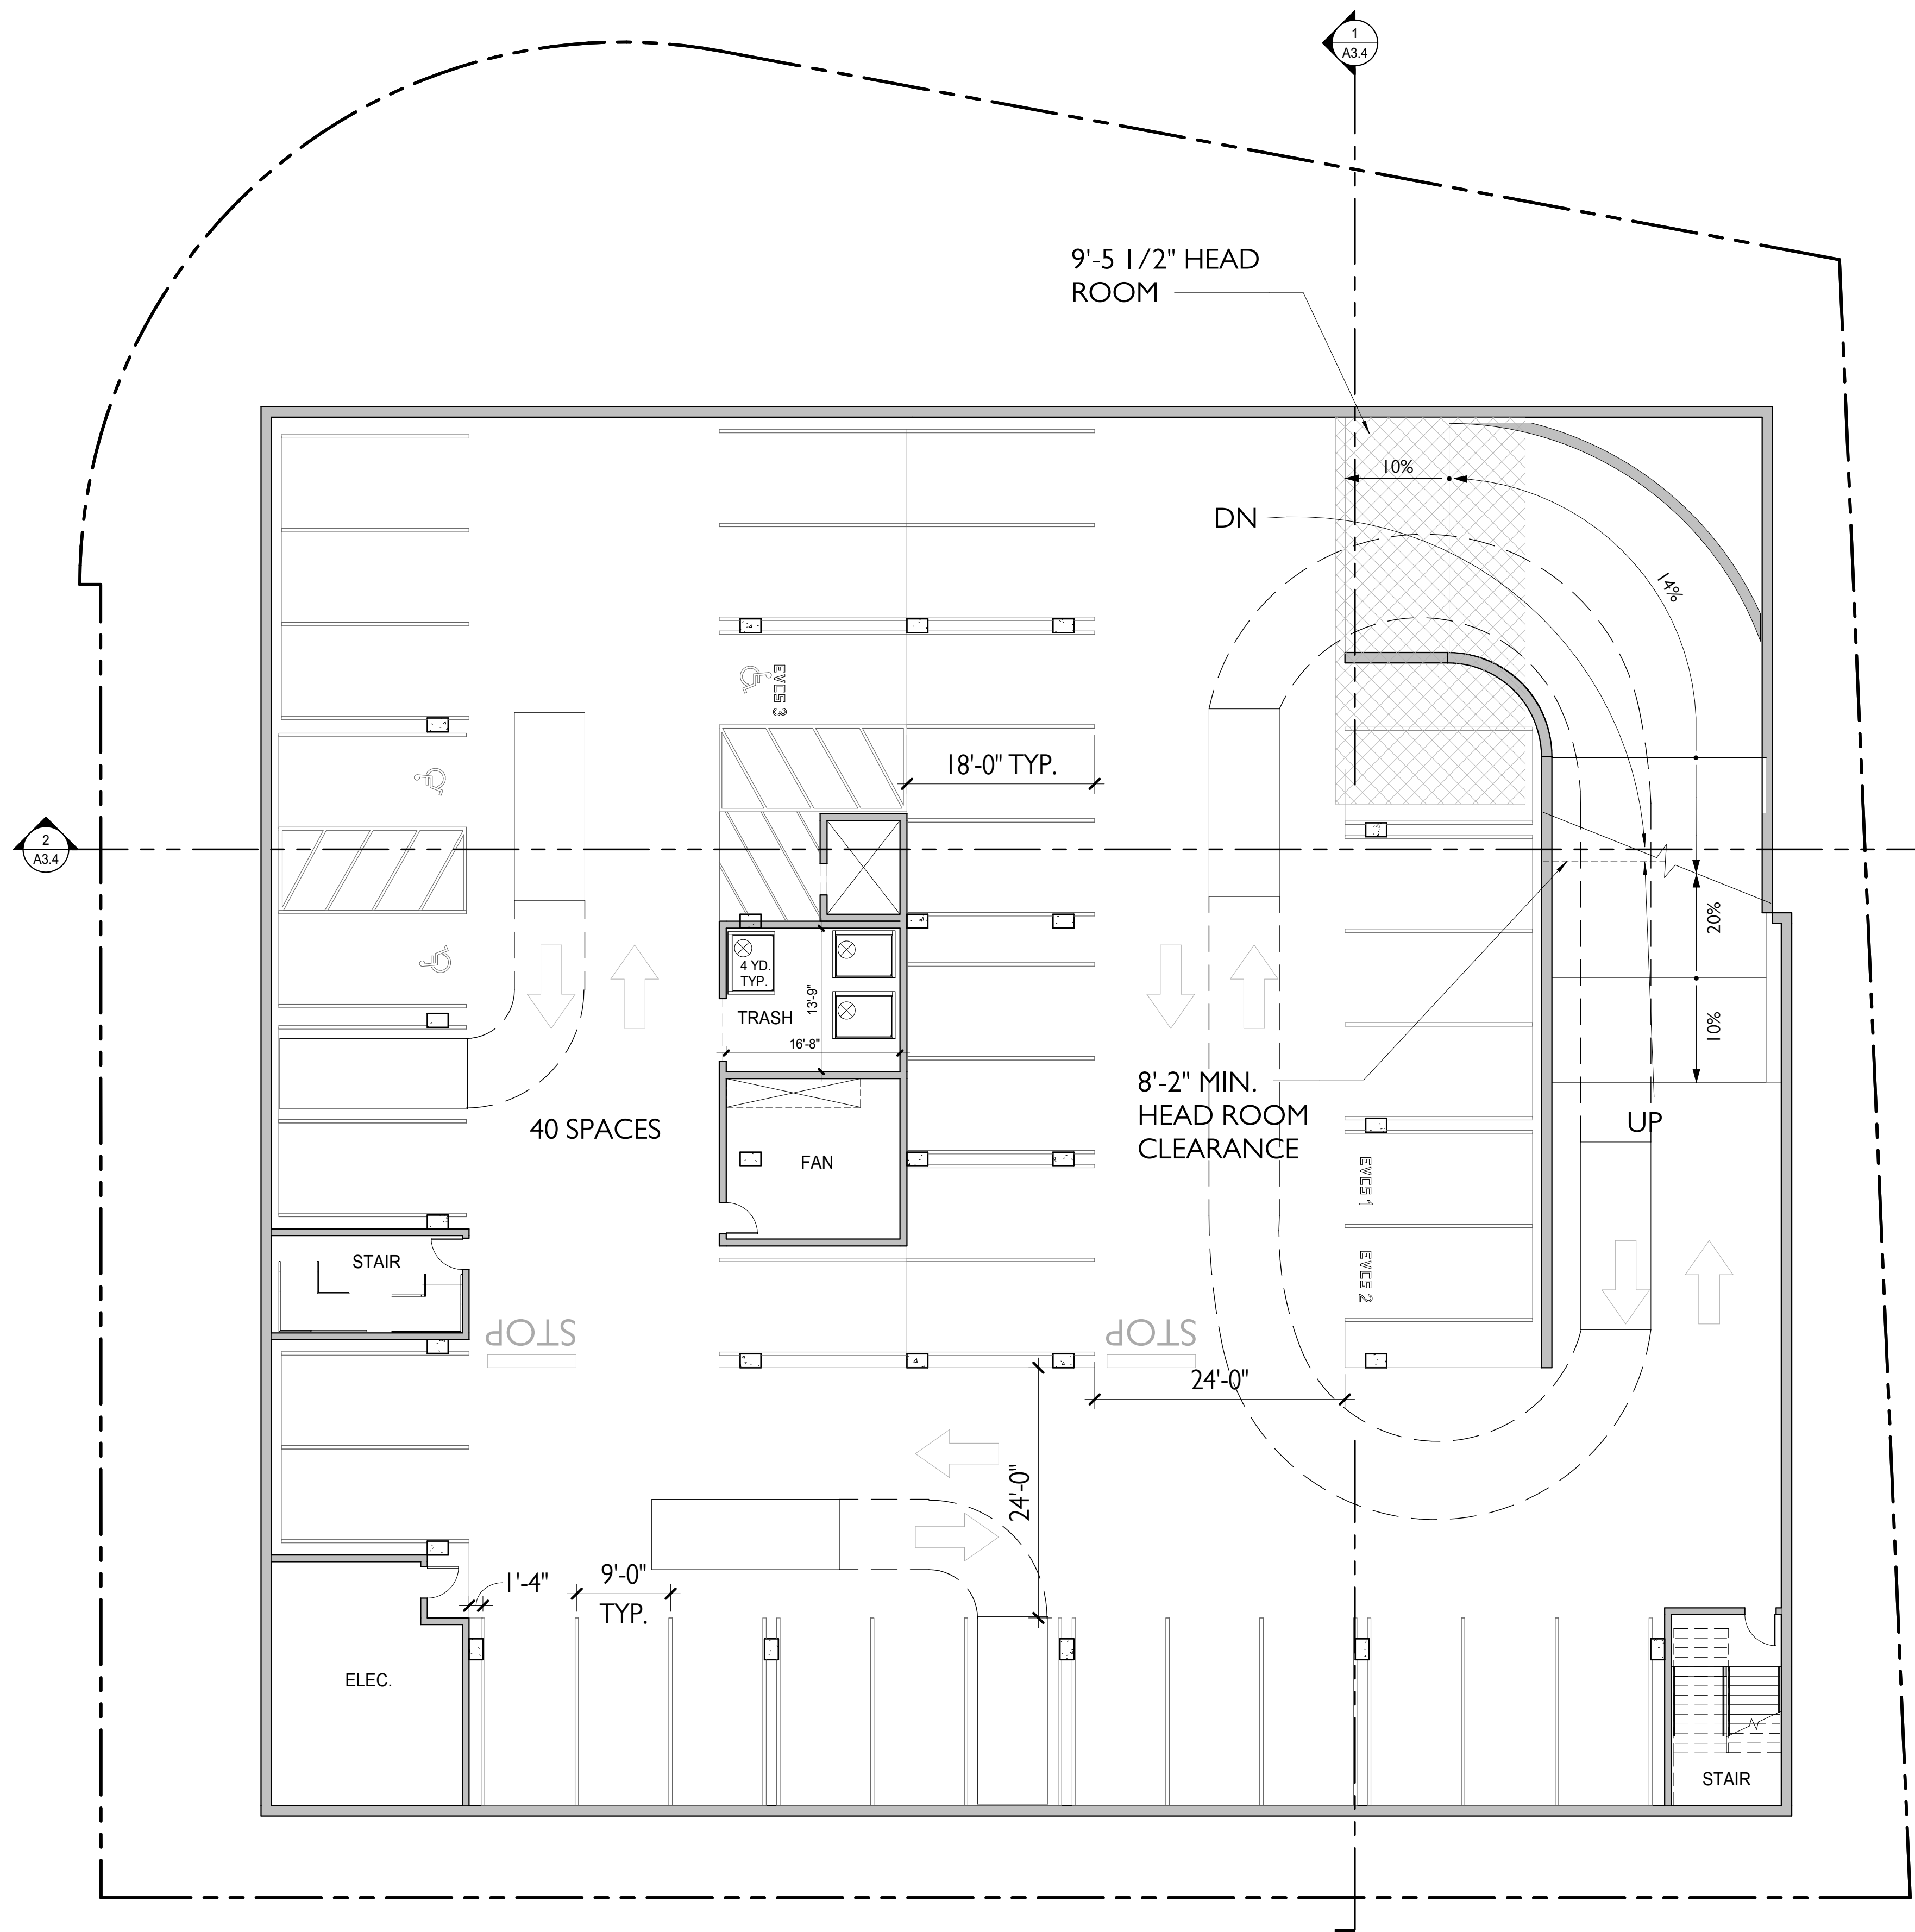 1
A3.4
9'-5 1/2" HEAD
ROOM
10%
DN
14%
EVCS 3
18'-0" TYP.
2
A3.4
20%
4 YD.
TYP.
13'-9"
TRASH
16'-8"
10%
8'-2" MIN.
HEAD ROOM
CLEARANCE
UP
40 SPACES
FAN
EVCS 1
STAIR
EVCS 2
STOP
STOP
24'-0"
24'-0"
1'-4"
9'-0"
TYP.
ELEC.
STAIR